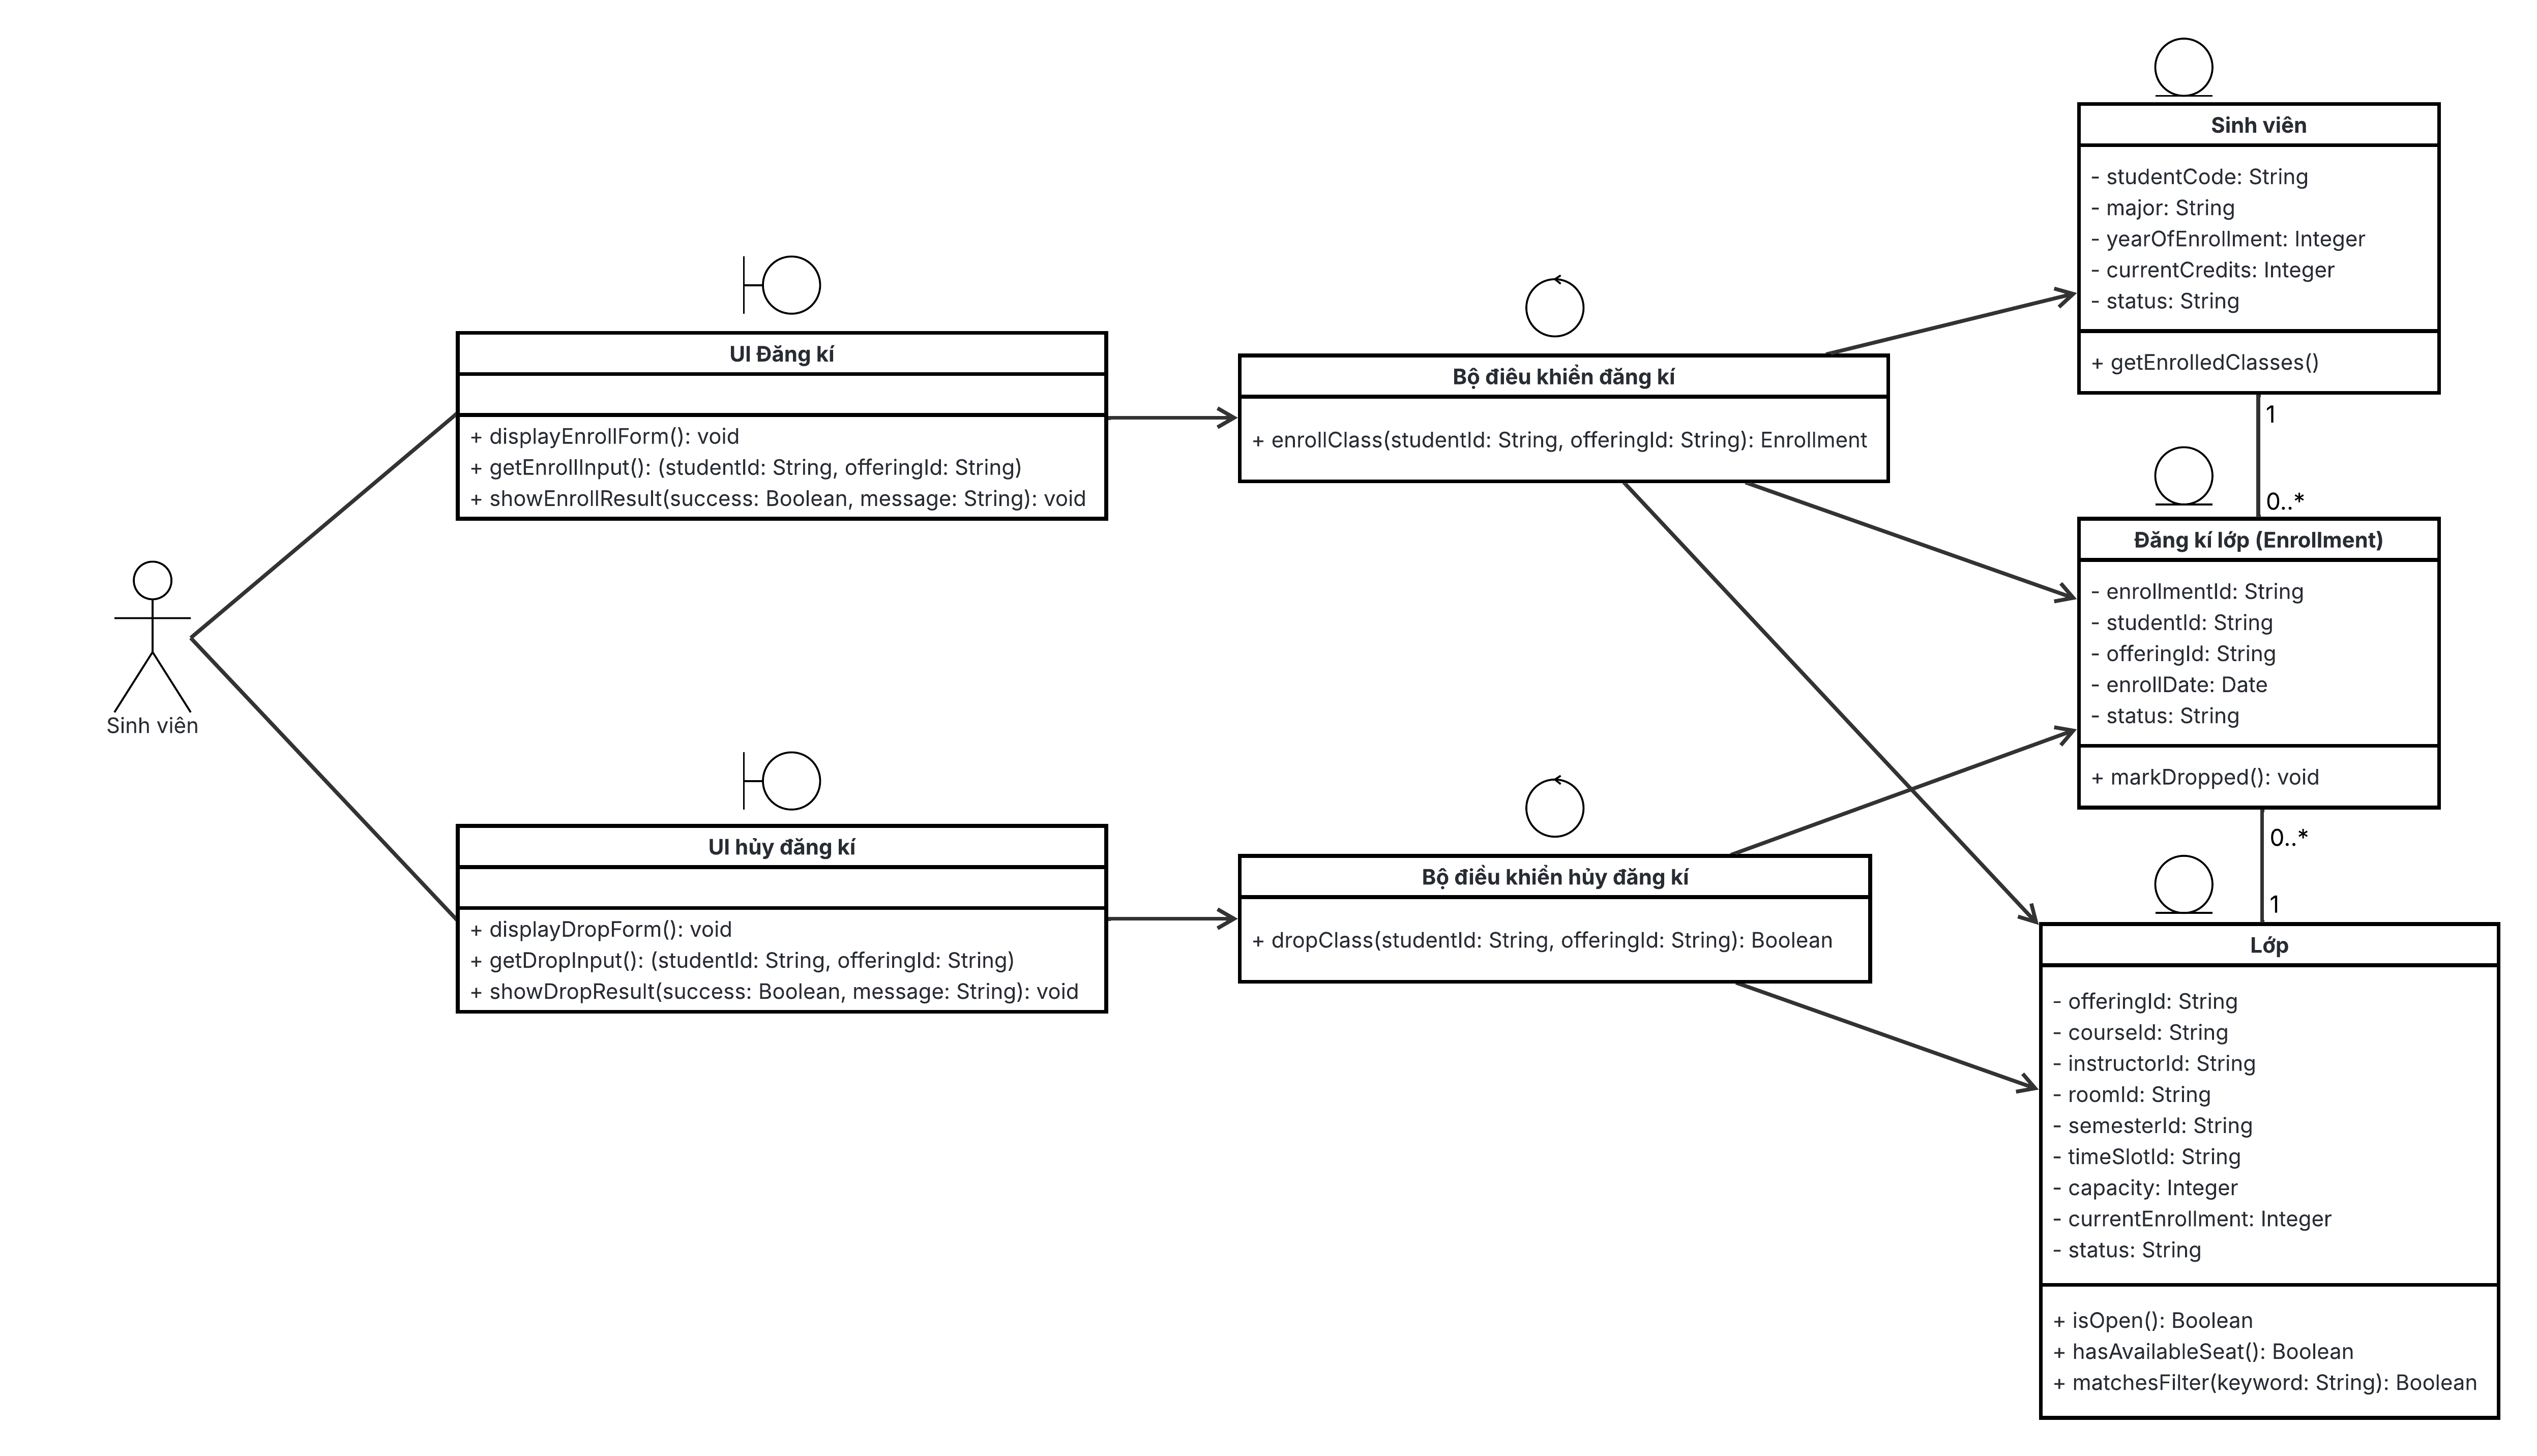 Sinh viên
UI Đăng kí
+ displayEnrollForm(): void
+ getEnrollInput(): (studentId: String, offeringId: String)
+ showEnrollResult(success: Boolean, message: String): void
UI hủy đăng kí
+ displayDropForm(): void
+ getDropInput(): (studentId: String, offeringId: String)
+ showDropResult(success: Boolean, message: String): void
Bộ điêu khiển đăng kí
+ enrollClass(studentId: String, offeringId: String): Enrollment
Bộ điều khiển hủy đăng kí
+ dropClass(studentId: String, offeringId: String): Boolean
Sinh viên
- studentCode: String
- major: String
- yearOfEnrollment: Integer
- currentCredits: Integer
- status: String
+ getEnrolledClasses()
1
0..*
Đăng kí lớp (Enrollment)
- enrollmentId: String
- studentId: String
- offeringId: String
- enrollDate: Date
- status: String
+ markDropped(): void
0..*
1
Lớp
- offeringId: String
- courseId: String
- instructorId: String
- roomId: String
- semesterId: String
- timeSlotId: String
- capacity: Integer
- currentEnrollment: Integer
- status: String
+ isOpen(): Boolean
+ hasAvailableSeat(): Boolean
+ matchesFilter(keyword: String): Boolean